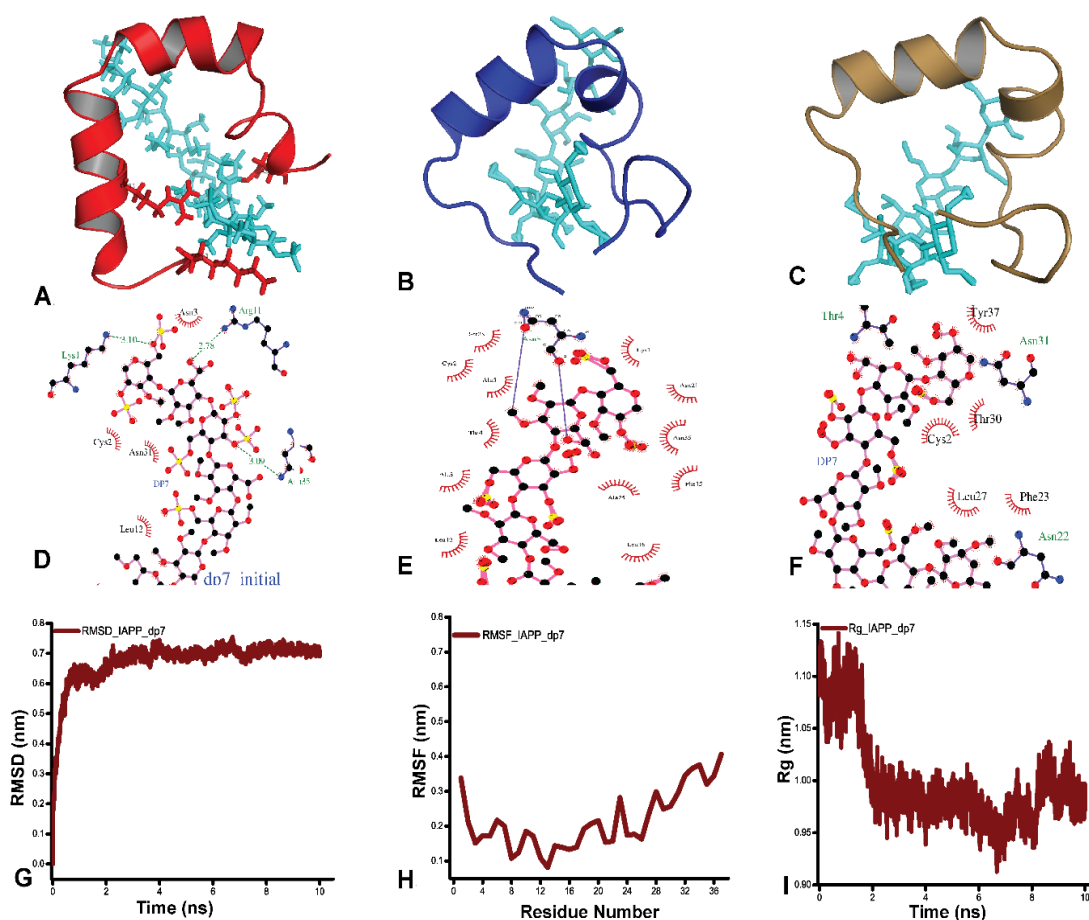 A
B
C
Asn3
Arg11
Lys1
3.10
2.78
Cys2
Asn31
3.09
DP7
Leu12
D
dp7_initial
Cys2
Thr4
Asn35
Phe15
E
Thr4
Tyr37
Asn31
Thr30
Cys2
DP7
Leu27
Phe23
Asn22
F
RMSD_IAPP_dp7
RMSD (nm)
0.8
0.7
0.6
0.5
0.4
0.3
0.2
0.1
0.0
0 2 4 6 8 10
Time (ns)
G
RMSF_IAPP_dp7
RMSF (nm)
0.8
0.7
0.6
0.5
0.4
0.3
0.2
0.1
0 4 8 12 16 20 24 28 32 36
Residue Number
H
Rg_IAPP_dp7
Rg (nm)
1.15
1.10
1.05
1.00
0.95
0.90
0 2 4 6 8 10
Time (ns)
I